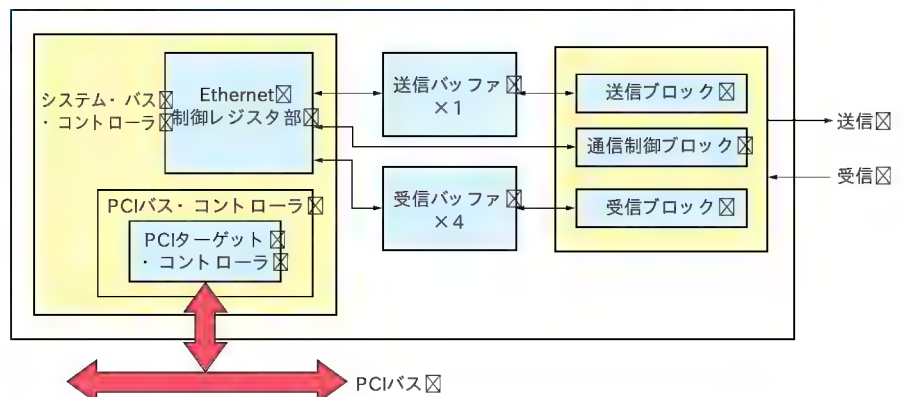 システム・バス
・コントローラ
Ethernet
制御レジスタ部
PCIバス・コントローラ
PCIターゲット
・コントローラ
送信バッファ
×1
受信バッファ
×4
送信ブロック
通信制御ブロック
受信ブロック
送信
受信
PCIバス